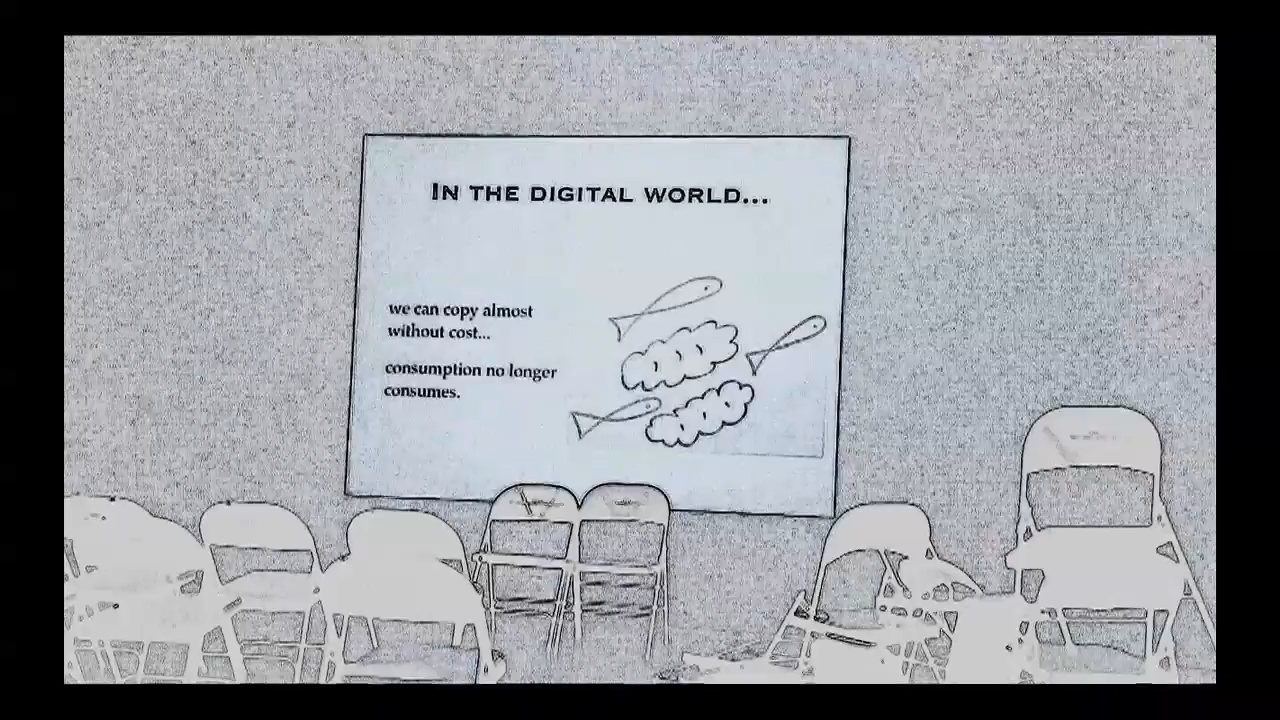 In the digital world...
we can copy almost
without cost...
consumption no longer
consumes.